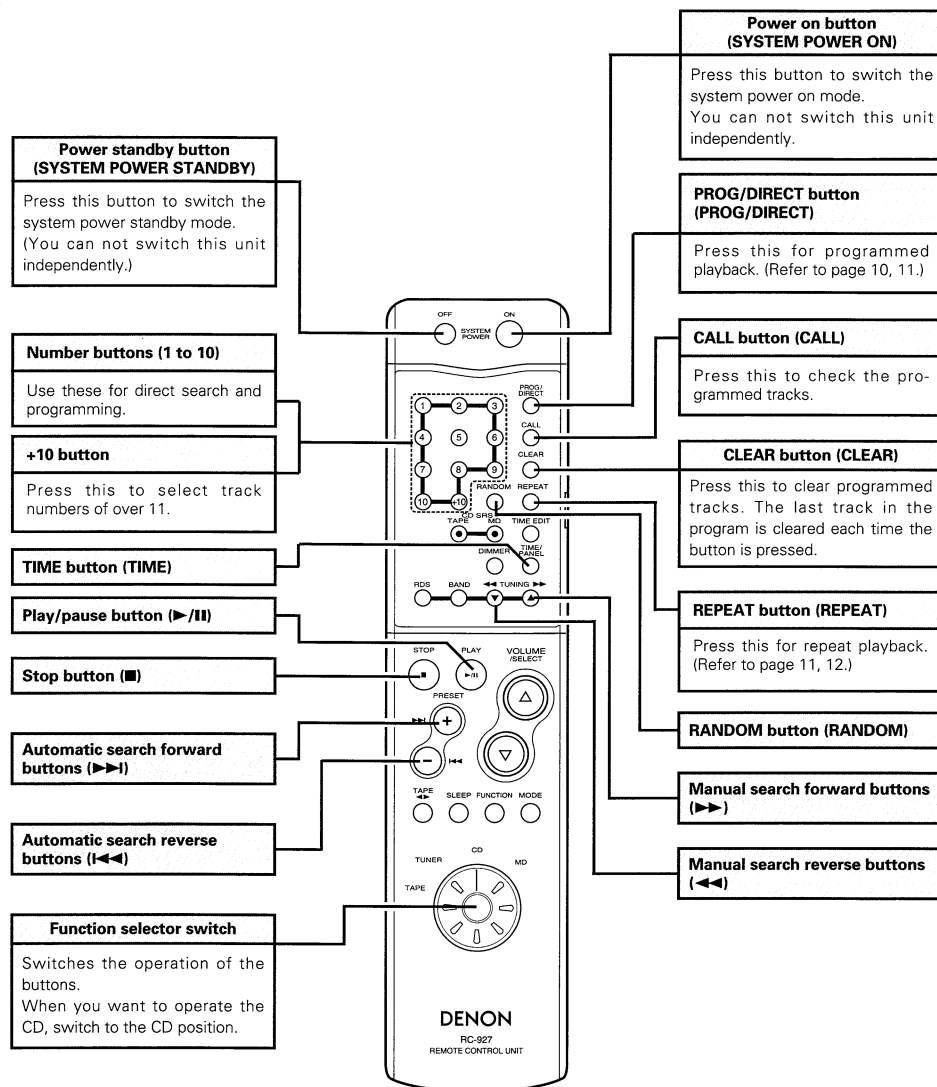 Power on button
(SYSTEM POWER ON)
Press this button to switch the
system power on mode.
You can not switch this unit
independently.
Power standby button
(SYSTEM POWER STANDBY)
Press this button to switch the
system power standby mode.
(You can not switch this unit
independently.)
PROG/DIRECT button
(PROG/DIRECT)
Press this for programmed
playback. (Refer to page 10, 11.)
Number buttons (1 to 10)
Use these for direct search and
programming.
+10 button
Press this to select track
numbers of over 11.
CALL button (CALL)
Press this to check the pro-
grammed tracks.
CLEAR button (CLEAR)
Press this to clear programmed
tracks. The last track in the
program is cleared each time the
button is pressed.
TIME button (TIME)
Play/pause button (►/II)
Stop button (■)
REPEAT button (REPEAT)
Press this for repeat playback.
(Refer to page 11, 12.)
RANDOM button (RANDOM)
Automatic search forward
buttons (►►I)
Manual search forward buttons
(►►)
Automatic search reverse
buttons (I◄◄)
Manual search reverse buttons
(◄◄)
Function selector switch
Switches the operation of the
buttons.
When you want to operate the
CD, switch to the CD position.
OFF
ON
SYSTEM
POWER
PROG/
DIRECT
1 2 3
CALL
4 5 6
CLEAR
7 8 9
RANDOM REPEAT
10 +10
CD SRS
TAPE MD TIME EDIT
DIMMER TIME/
PANEL
RDS BAND ◄◄ TUNING ►►
▼ ▲
STOP PLAY VOLUME
/SELECT
■ ►/II
△
PRESET
►►I +
▽
− I◄◄
TAPE
◄► SLEEP FUNCTION MODE
CD
TUNER MD
TAPE
DENON
RC-927
REMOTE CONTROL UNIT